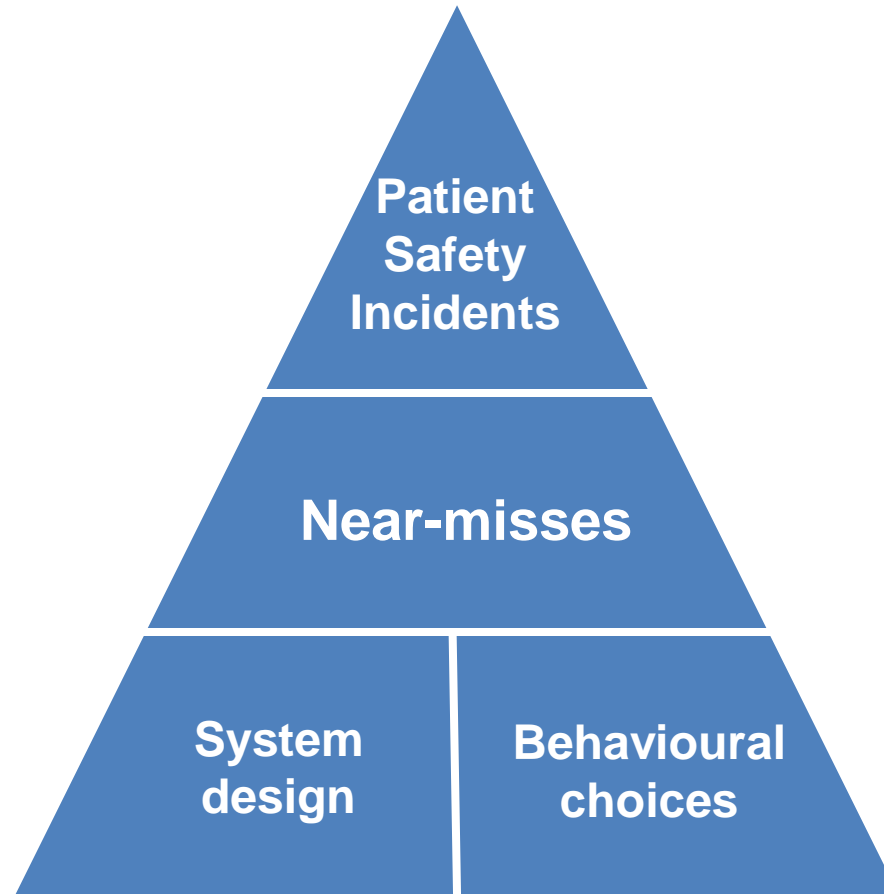 Patient
Safety
Incidents
Near-misses
System
design
Behavioural
choices